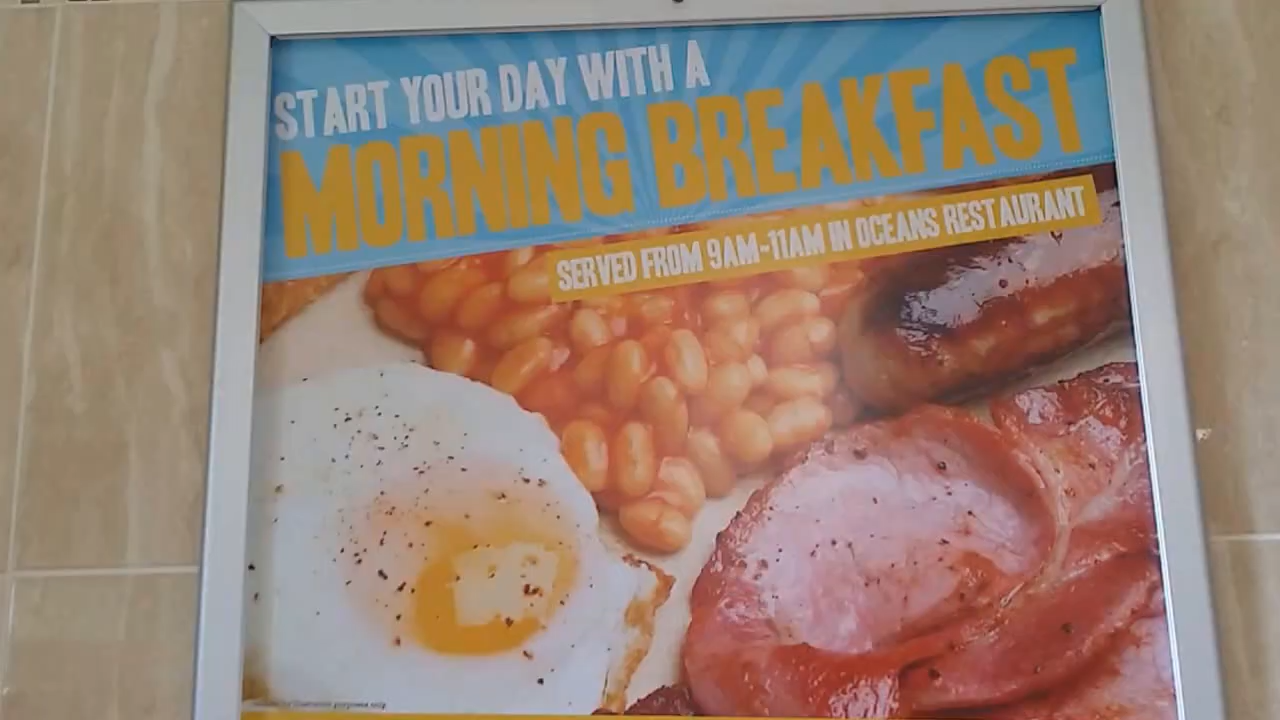 START YOUR DAY WITH A
MORNING BREAKFAST
SERVED FROM 9AM-11AM IN OCEANS RESTAURANT